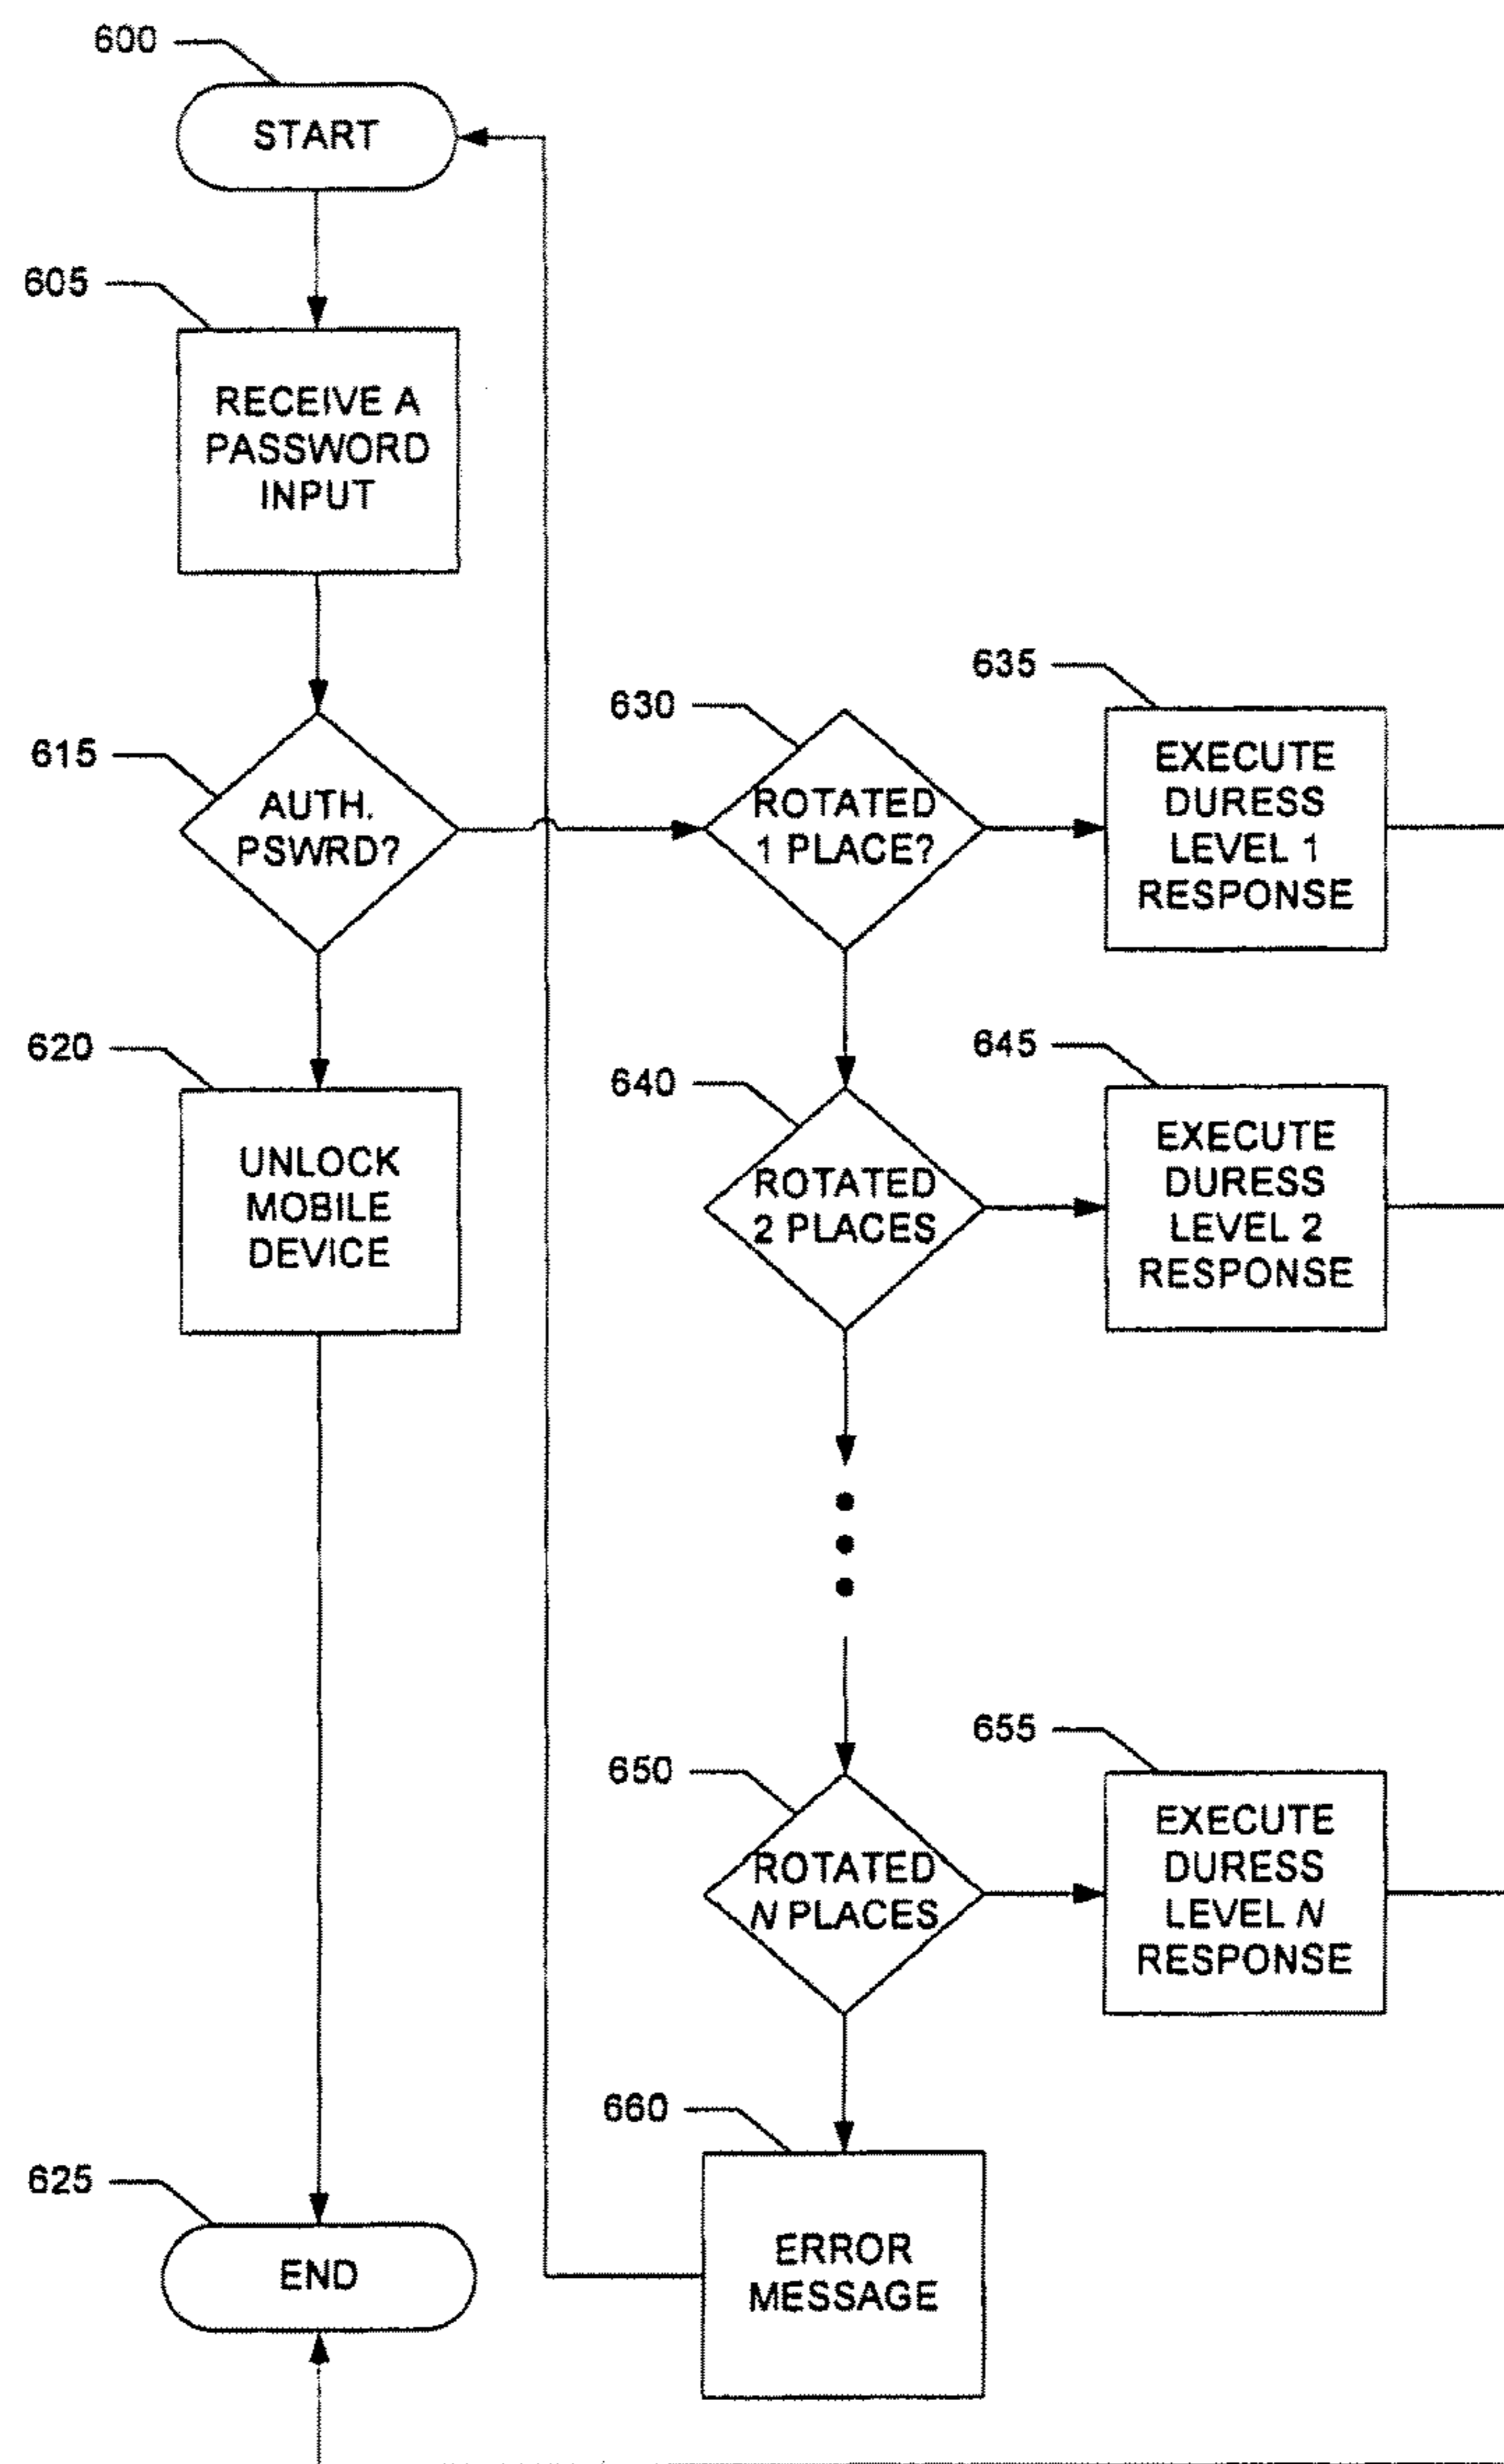 600
START
605
RECEIVE A
PASSWORD
INPUT
615
AUTH.
PSWRD?
630
ROTATED
1 PLACE?
635
EXECUTE
DURESS
LEVEL 1
RESPONSE
620
UNLOCK
MOBILE
DEVICE
640
ROTATED
2 PLACES
645
EXECUTE
DURESS
LEVEL 2
RESPONSE
650
ROTATED
N PLACES
655
EXECUTE
DURESS
LEVEL N
RESPONSE
660
ERROR
MESSAGE
625
END